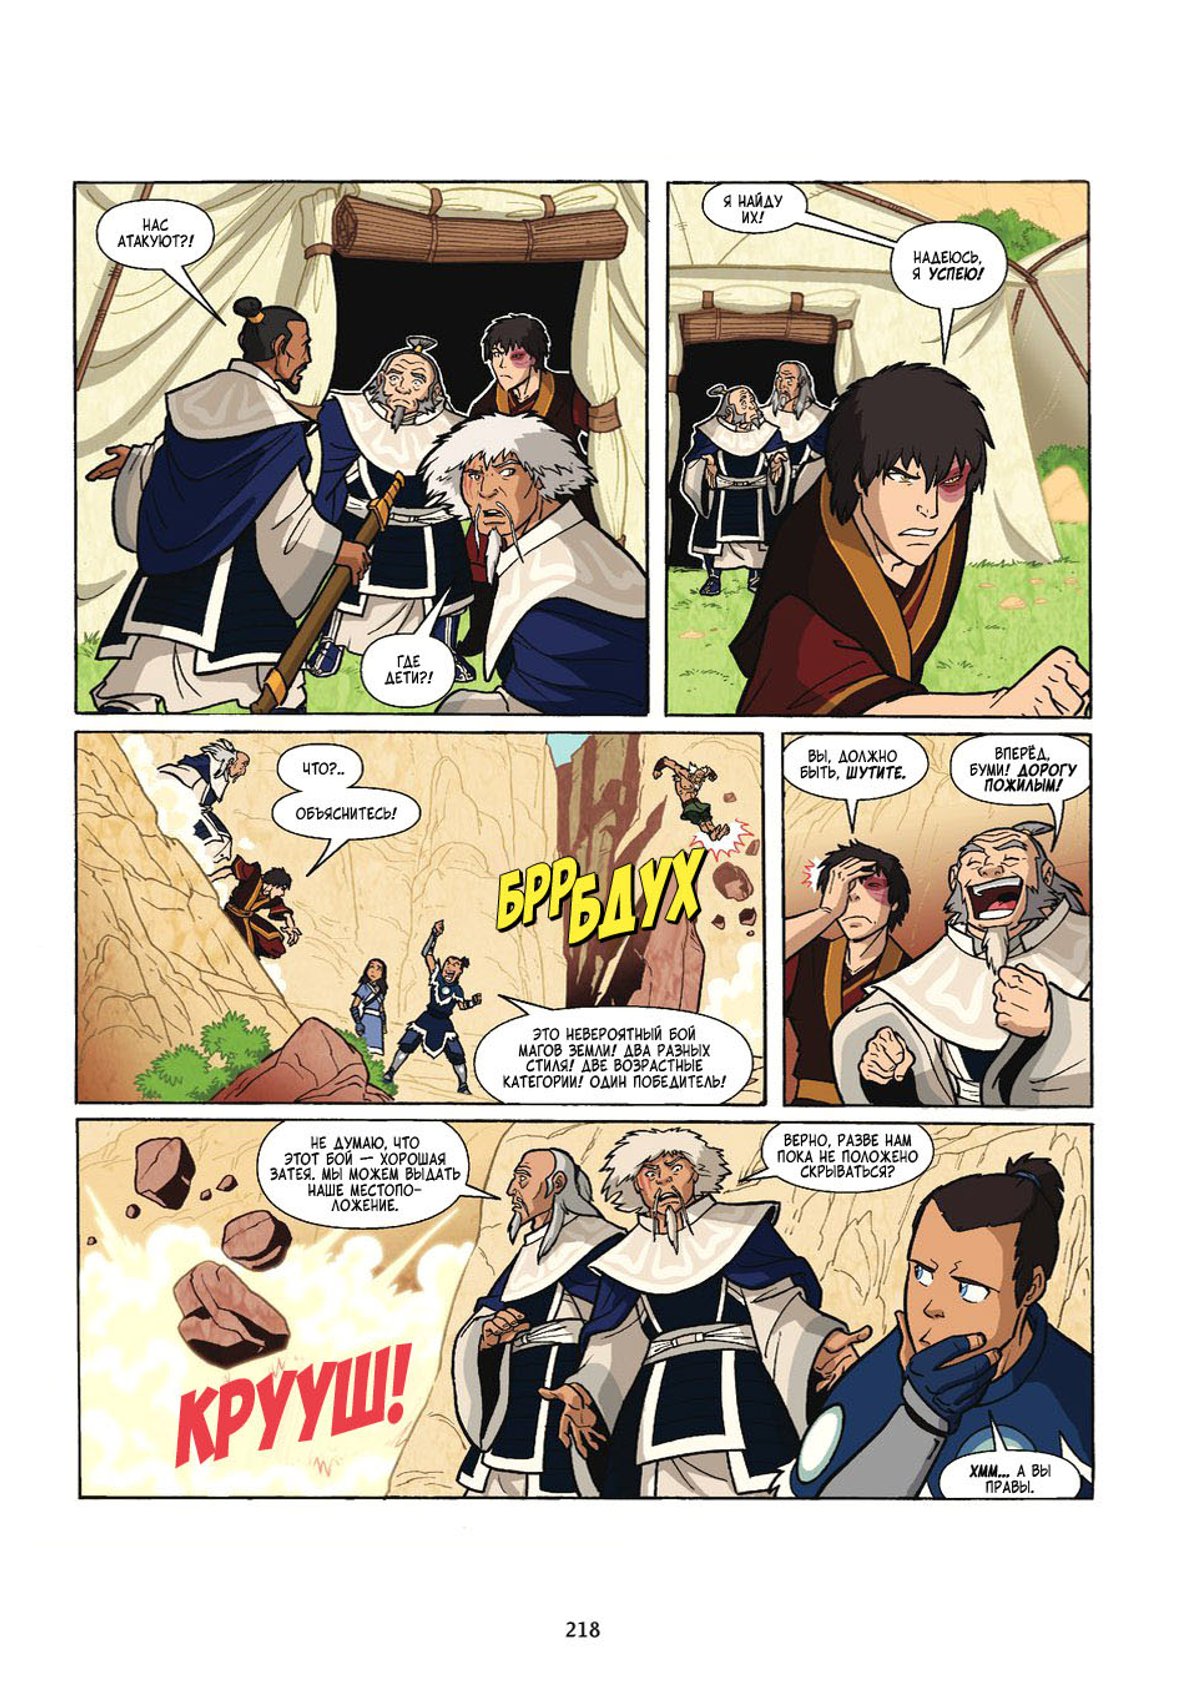 НАС
АТАКУЮТ?!
ГДЕ
ДЕТИ?!
Я НАЙДУ
ИХ!
НАДЕЮСЬ,
Я УСПЕЮ!
ЧТО?..
ОБЪЯСНИТЕСЬ!
БРРБДУХ
ЭТО НЕВЕРОЯТНЫЙ БОЙ
МАГОВ ЗЕМЛИ! ДВА РАЗНЫХ
СТИЛЯ! ДВЕ ВОЗРАСТНЫЕ
КАТЕГОРИИ! ОДИН ПОБЕДИТЕЛЬ!
ВЫ, ДОЛЖНО
БЫТЬ, ШУТИТЕ.
ВПЕРЁД,
БУМИ! ДОРОГУ
ПОЖИЛЫМ!
НЕ ДУМАЮ, ЧТО
ЭТОТ БОЙ — ХОРОШАЯ
ЗАТЕЯ. МЫ МОЖЕМ ВЫДАТЬ
НАШЕ МЕСТОПО-
ЛОЖЕНИЕ.
КРУУШ!
ВЕРНО, РАЗВЕ НАМ
ПОКА НЕ ПОЛОЖЕНО
СКРЫВАТЬСЯ?
ХММ... А ВЫ
ПРАВЫ.
218